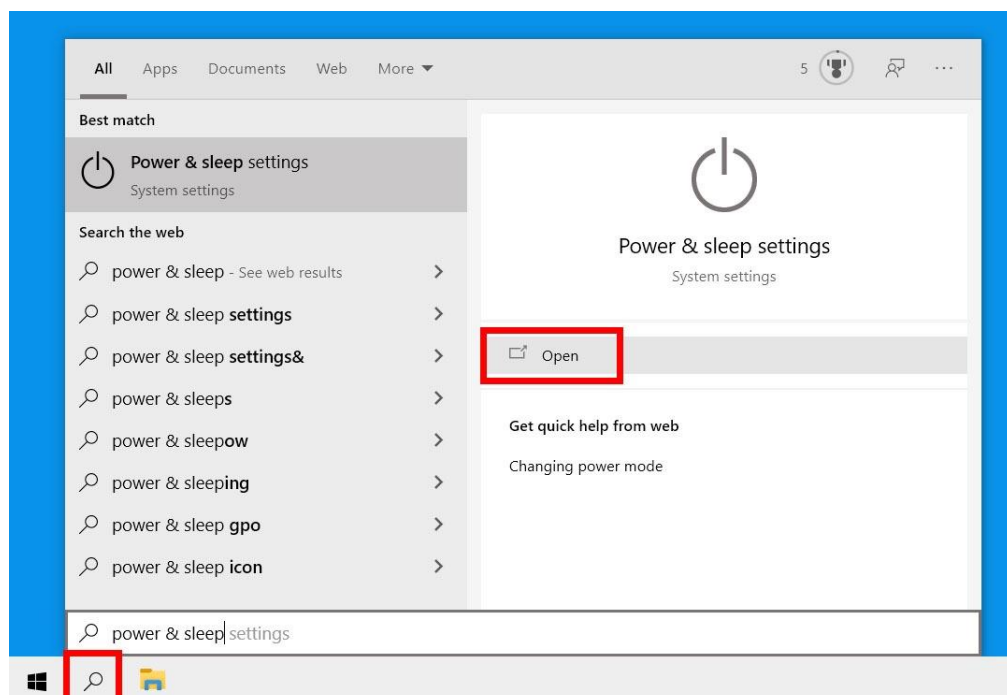 All Apps Documents Web More
5
Best match
Power & sleep settings
System settings
Search the web
power & sleep - See web results
power & sleep settings
power & sleep settings&
power & sleeps
power & sleepow
power & sleeping
power & sleep gpo
power & sleep icon
Power & sleep settings
System settings
Open
Get quick help from web
Changing power mode
power & sleep settings